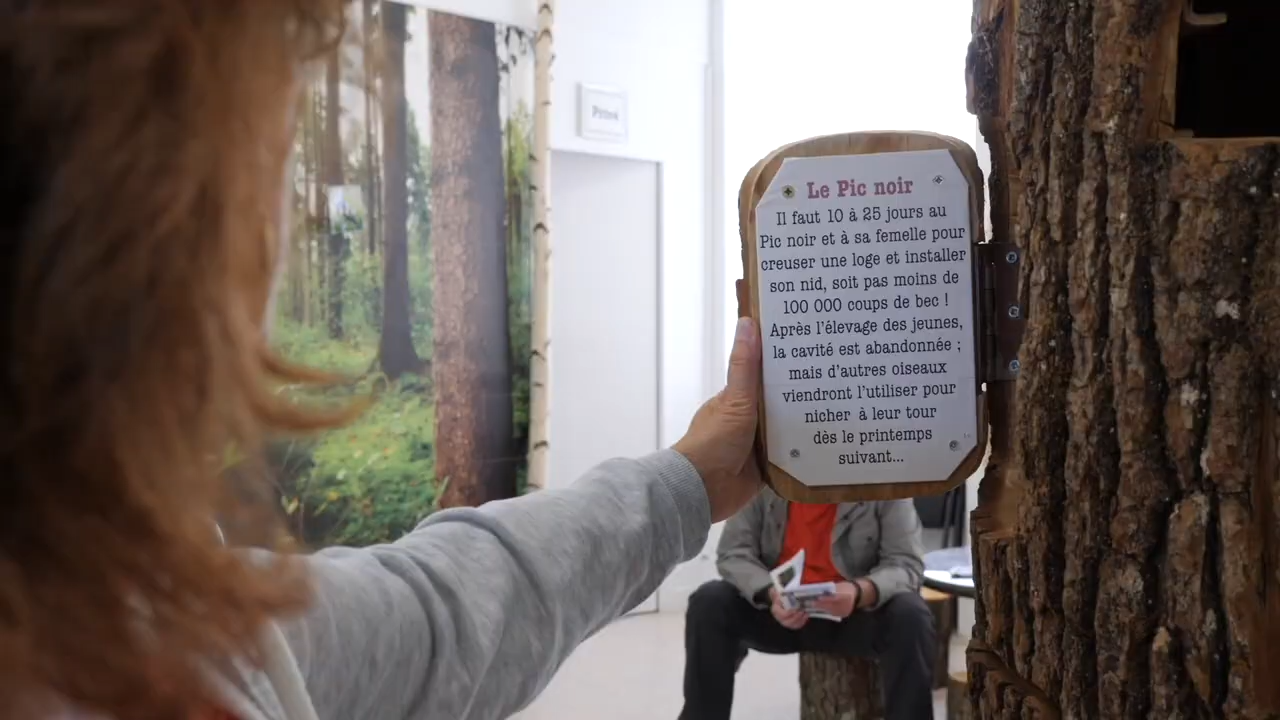 Privé
Le Pic noir
Il faut 10 à 25 jours au
Pic noir et à sa femelle pour
creuser une loge et installer
son nid, soit pas moins de
100 000 coups de bec !
Après l'élevage des jeunes,
la cavité est abandonnée ;
mais d'autres oiseaux
viendront l'utiliser pour
nicher à leur tour
dès le printemps
suivant...